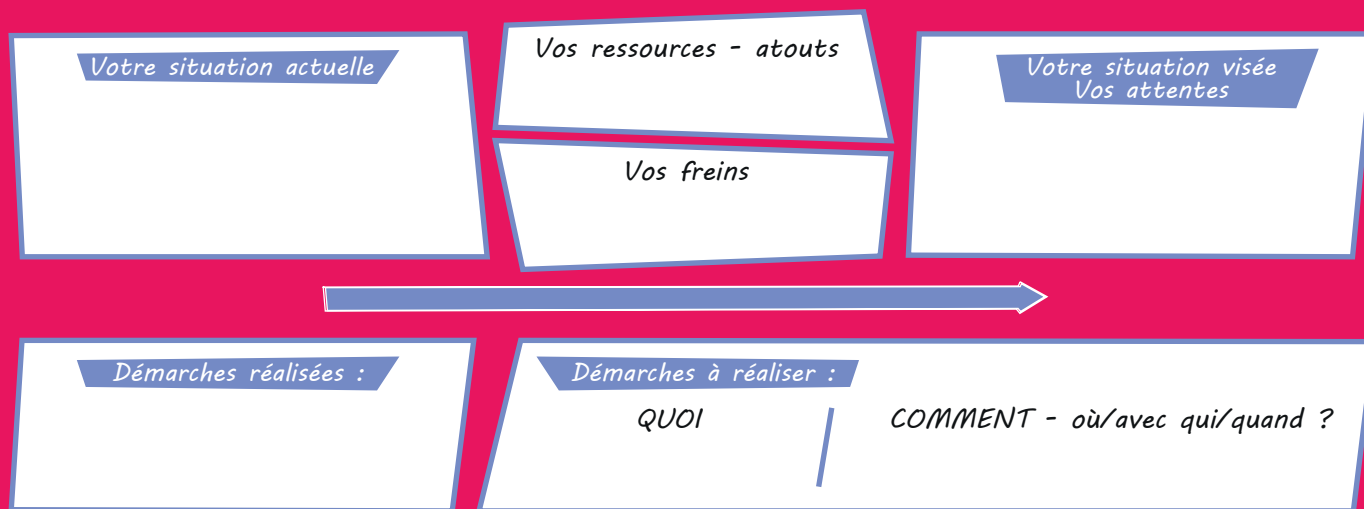 Votre situation actuelle
Vos ressources - atouts
Vos freins
Votre situation visée
Vos attentes
Démarches réalisées :
Démarches à réaliser :
QUOI
COMMENT - où/avec qui/quand ?